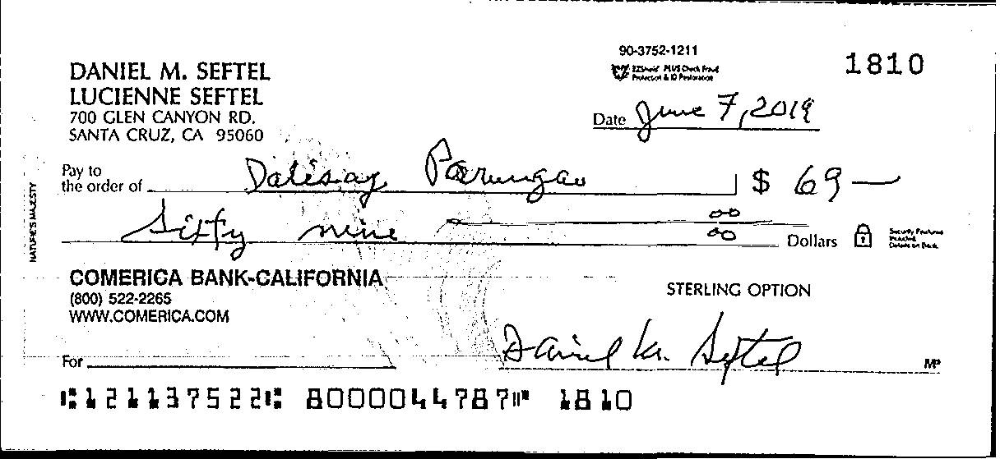 90-3752-1211
1810
DANIEL M. SEFTEL
LUCIENNE SEFTEL
700 GLEN CANYON RD.
SANTA CRUZ, CA 95060
EZShield PLUS Check Fraud
Protection & ID Restoration
Date June 7, 2019
Pay to
the order of Dalisay Parungao $ 69 —
Sixty nine 00/00 Dollars
Security Features
Included
Details on Back.
NATURE'S MAJESTY
COMERICA BANK-CALIFORNIA
(800) 522-2265
WWW.COMERICA.COM
STERLING OPTION
For Daniel M. Seftel MP
⑆121137522⑆ 8000044787⑈ 1810